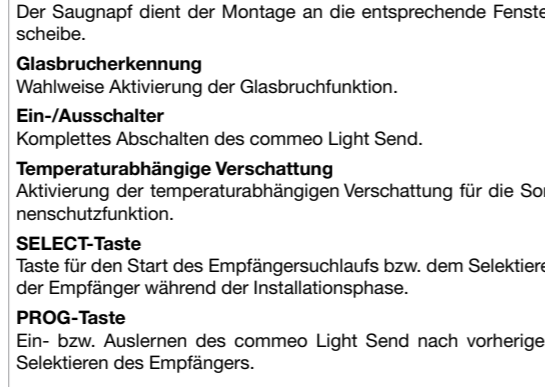 Der Saugnapf dient der Montage an die entsprechende Fenste
scheibe.
Glasbrucherkennung
Wahlweise Aktivierung der Glasbruchfunktion.
Ein-/Ausschalter
Komplettes Abschalten des commeo Light Send.
Temperaturabhängige Verschattung
Aktivierung der temperaturabhängigen Verschattung für die Son
nenschutzfunktion.
SELECT-Taste
Taste für den Start des Empfängersuchlaufs bzw. dem Selektiere
der Empfänger während der Installationsphase.
PROG-Taste
Ein- bzw. Auslernen des commeo Light Send nach vorherige
Selektieren des Empfängers.